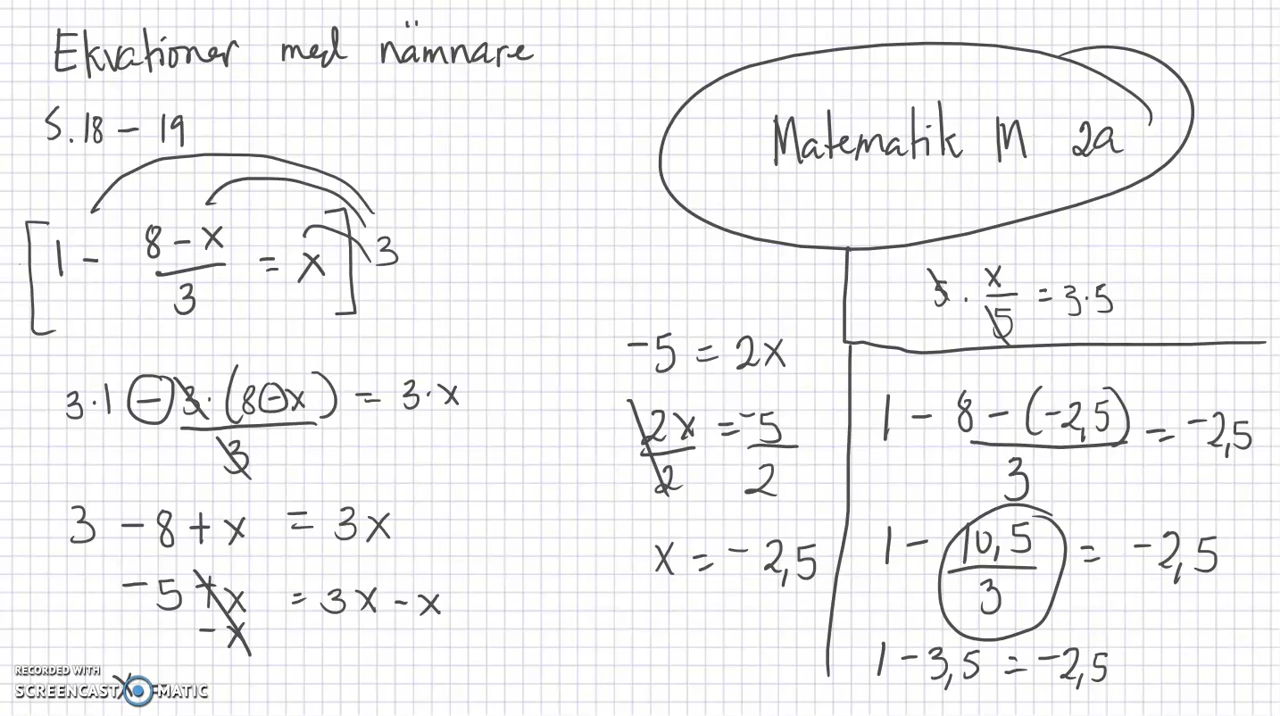 Ekvationer med nämnare
S. 18 – 19
[1 - (8 - x)/3 = x] 3
3·1 - 3·(8-x)/3 = 3·x
3 - 8 + x = 3x
-5 + x = 3x - x
- x
-5 = 2x
2x/2 = -5/2
x = -2,5
Matematik M 2a
5 · x/5 = 3·5
1 - (8 - (-2,5))/3 = -2,5
1 - 10,5/3 = -2,5
1 - 3,5 = -2,5
RECORDED WITH
SCREENCAST-O-MATIC